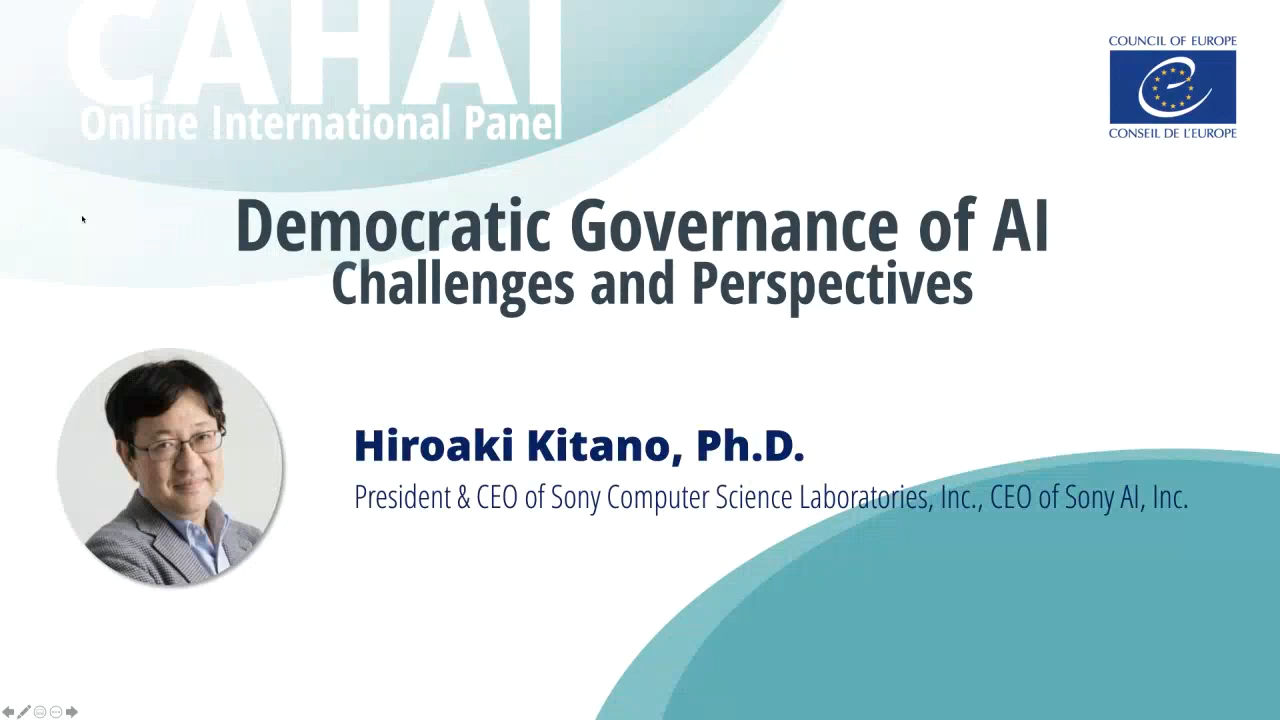 CAHAI
Online International Panel
COUNCIL OF EUROPE
CONSEIL DE L'EUROPE
Democratic Governance of AI
Challenges and Perspectives
Hiroaki Kitano, Ph.D.
President & CEO of Sony Computer Science Laboratories, Inc., CEO of Sony AI, Inc.